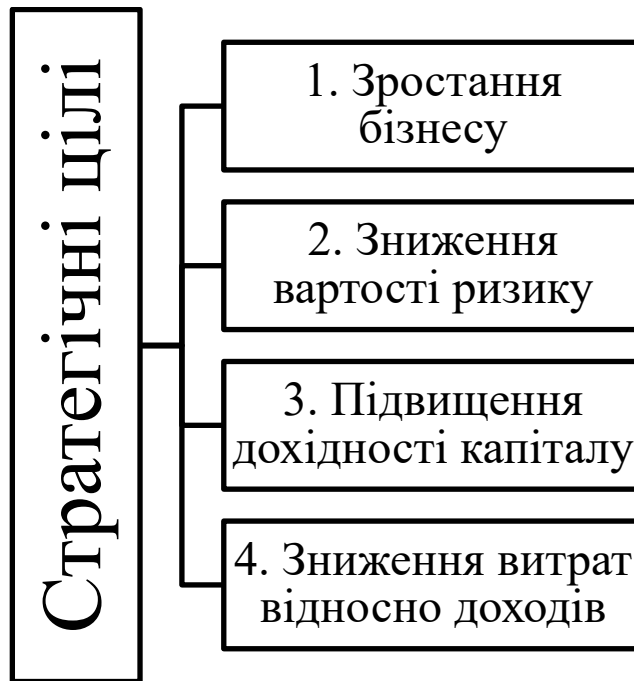 Стратегічні цілі
1. Зростання
бізнесу
2. Зниження
вартості ризику
3. Підвищення
дохідності капіталу
4. Зниження витрат
відносно доходів